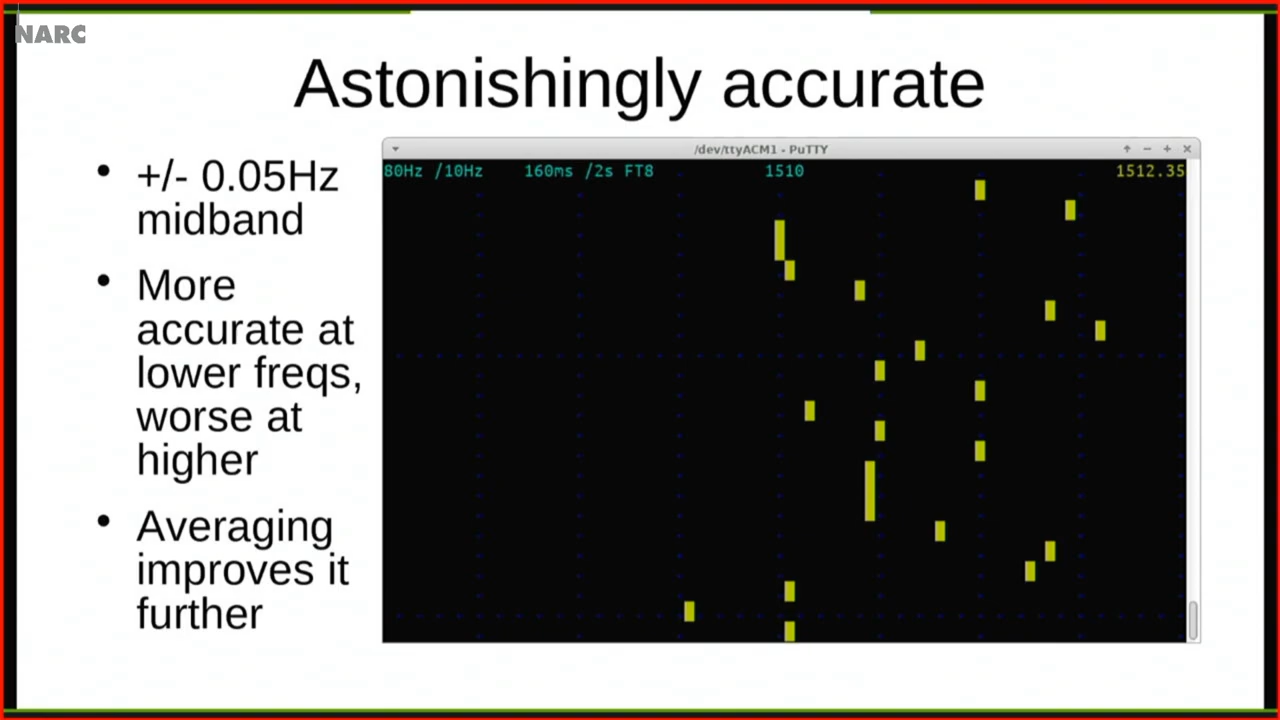 NARC
Astonishingly accurate
• +/- 0.05Hz
midband
• More
accurate at
lower freqs,
worse at
higher
• Averaging
improves it
further
/dev/ttyACM1 - PuTTY
80Hz /10Hz 160ms /2s FT8 1510 1512.35